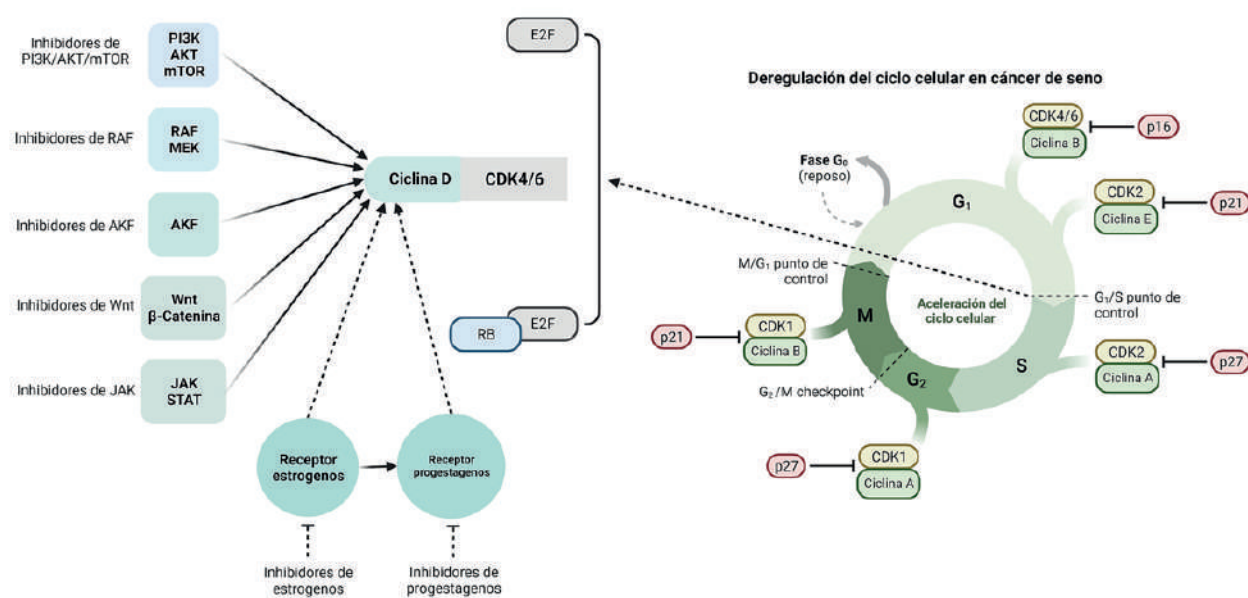 Inhibidores de
PI3K/AKT/mTOR
PI3K
AKT
mTOR
Inhibidores de RAF
RAF
MEK
Inhibidores de AKF
AKF
Inhibidores de Wnt
Wnt
β-Catenina
Inhibidores de JAK
JAK
STAT
Ciclina D
CDK4/6
E2F
RB
E2F
Receptor
estrogenos
Receptor
progestagenos
Inhibidores de
estrogenos
Inhibidores de
progestagenos
Deregulación del ciclo celular en cáncer de seno
CDK4/6
Ciclina B
p16
Fase G₀
(reposo)
G₁
CDK2
Ciclina E
p21
M/G₁ punto de
control
Aceleración del
ciclo celular
G₁/S punto de
control
M
S
G₂
p21
CDK1
Ciclina B
CDK2
Ciclina A
p27
G₂/M checkpoint
p27
CDK1
Ciclina A